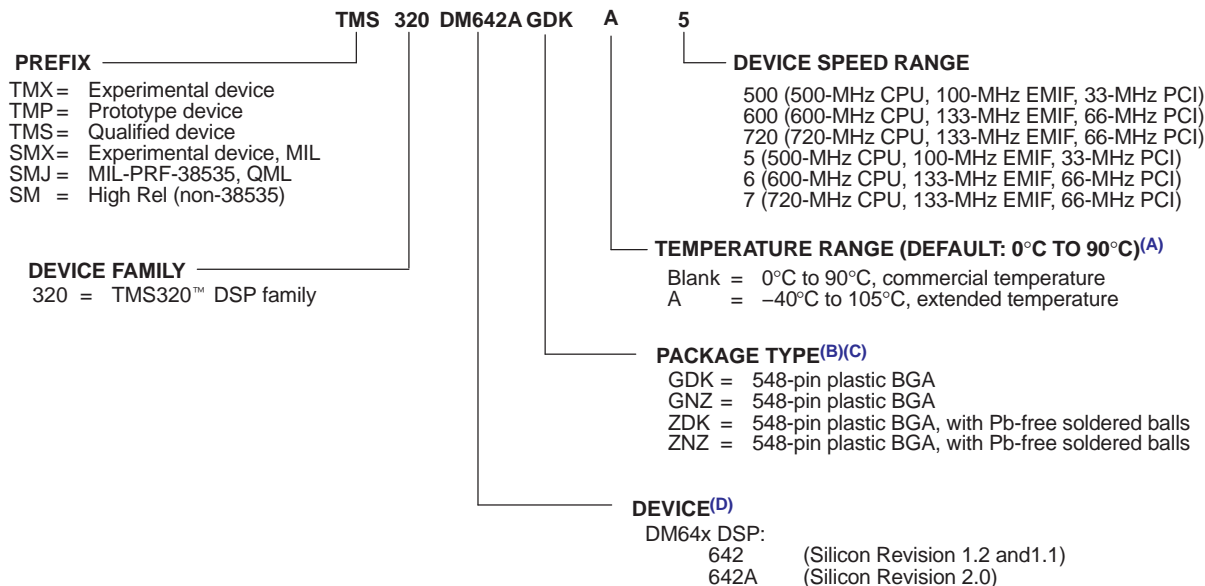 TMS 320 DM642A GDK A 5
PREFIX
TMX = Experimental device
TMP = Prototype device
TMS = Qualified device
SMX = Experimental device, MIL
SMJ = MIL-PRF-38535, QML
SM = High Rel (non-38535)
DEVICE SPEED RANGE
500 (500-MHz CPU, 100-MHz EMIF, 33-MHz PCI)
600 (600-MHz CPU, 133-MHz EMIF, 66-MHz PCI)
720 (720-MHz CPU, 133-MHz EMIF, 66-MHz PCI)
5 (500-MHz CPU, 100-MHz EMIF, 33-MHz PCI)
6 (600-MHz CPU, 133-MHz EMIF, 66-MHz PCI)
7 (720-MHz CPU, 133-MHz EMIF, 66-MHz PCI)
DEVICE FAMILY
320 = TMS320™ DSP family
TEMPERATURE RANGE (DEFAULT: 0°C TO 90°C)(A)
Blank = 0°C to 90°C, commercial temperature
A = −40°C to 105°C, extended temperature
PACKAGE TYPE(B)(C)
GDK = 548-pin plastic BGA
GNZ = 548-pin plastic BGA
ZDK = 548-pin plastic BGA, with Pb-free soldered balls
ZNZ = 548-pin plastic BGA, with Pb-free soldered balls
DEVICE(D)
DM64x DSP:
642 (Silicon Revision 1.2 and1.1)
642A (Silicon Revision 2.0)